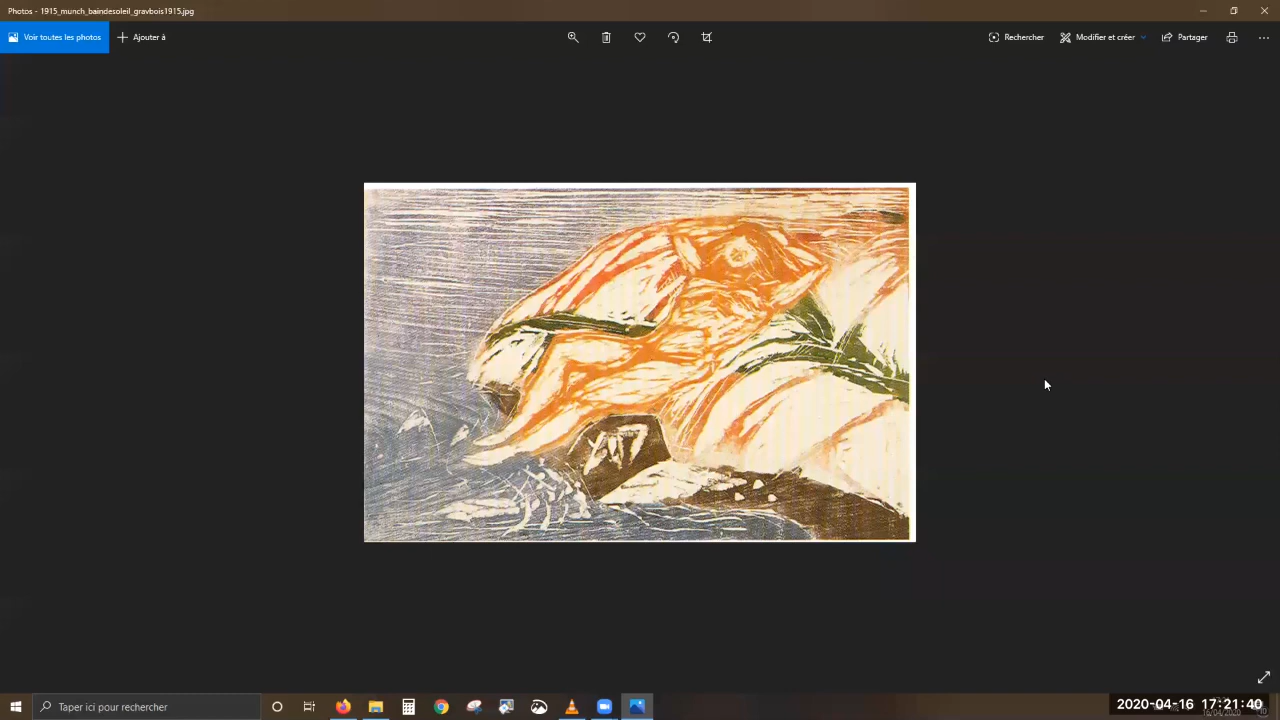 Photos - 1915_munch_baindesoleil_gravbois1915.jpg
Voir toutes les photos
Ajouter à
Rechercher
Modifier et créer
Partager
Taper ici pour rechercher
2020-04-16 17:21:40